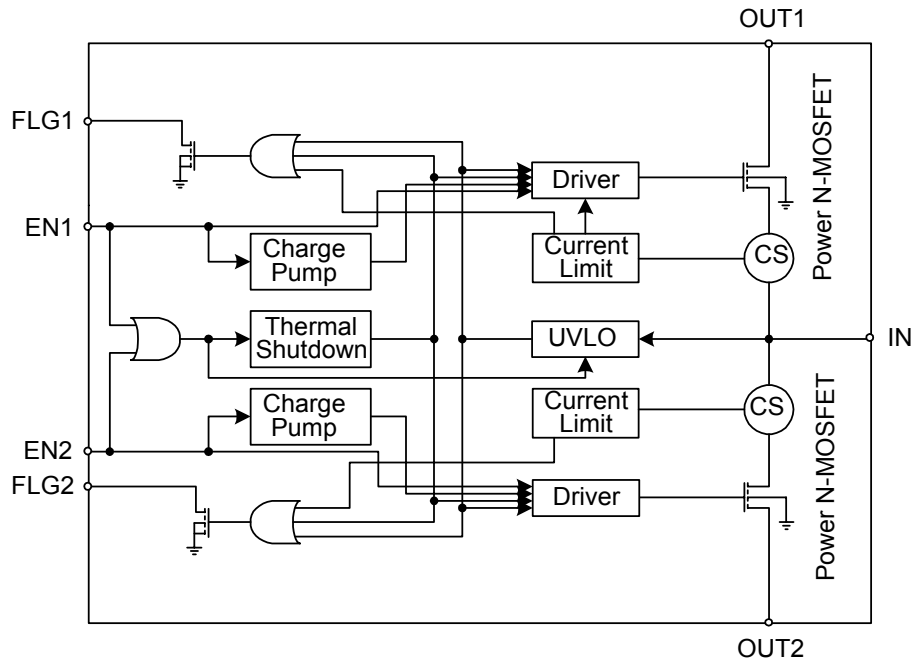 OUT1
FLG1
Power N-MOSFET
Driver
EN1
Charge
Pump
Current
Limit
CS
Thermal
Shutdown
UVLO
IN
Charge
Pump
Current
Limit
CS
EN2
FLG2
Driver
Power N-MOSFET
OUT2